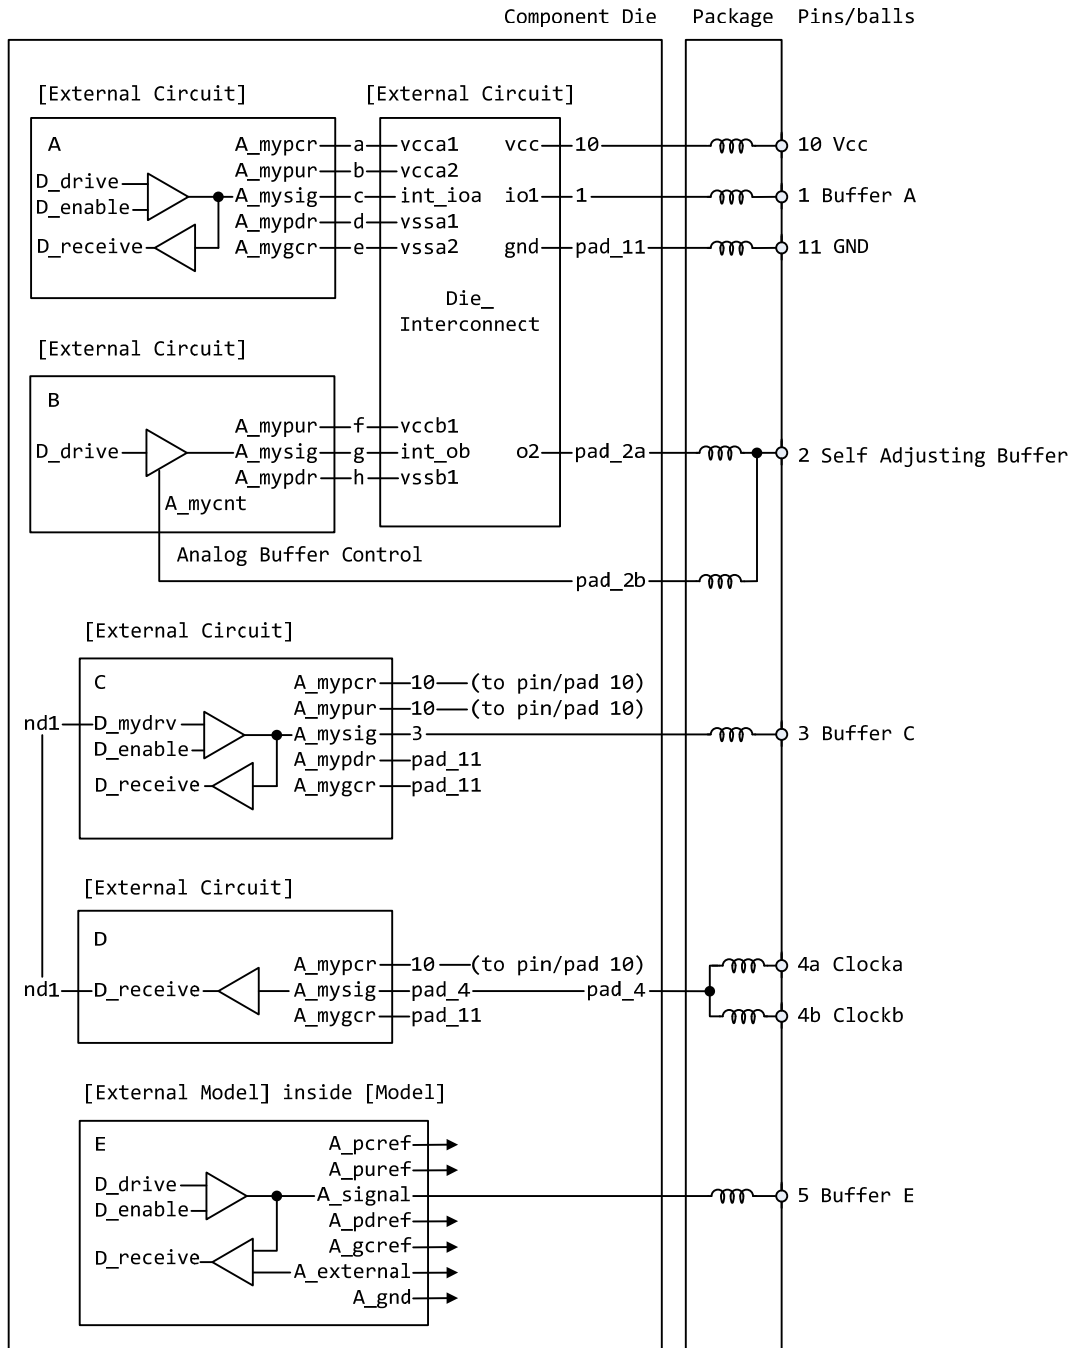 Component Die Package Pins/balls
[External Circuit] [External Circuit]
A A_mypcr a vcca1 vcc 10 10 Vcc
A_mypur b vcca2
D_drive
A_mysig c int_ioa io1 1 1 Buffer A
D_enable
A_mypdr d vssa1
D_receive A_mygcr e vssa2 gnd pad_11 11 GND
Die_
Interconnect
[External Circuit]
B
A_mypur f vccb1
D_drive A_mysig g int_ob o2 pad_2a 2 Self Adjusting Buffer
A_mypdr h vssb1
A_mycnt
Analog Buffer Control
pad_2b
[External Circuit]
C A_mypcr 10 (to pin/pad 10)
A_mypur 10 (to pin/pad 10)
nd1 D_mydrv
A_mysig 3 3 Buffer C
D_enable
A_mypdr pad_11
D_receive A_mygcr pad_11
[External Circuit]
D
A_mypcr 10 (to pin/pad 10) 4a Clocka
nd1 D_receive A_mysig pad_4 pad_4
A_mygcr pad_11 4b Clockb
[External Model] inside [Model]
E A_pcref
A_puref
D_drive
A_signal 5 Buffer E
D_enable
A_pdref
A_gcref
D_receive
A_external
A_gnd